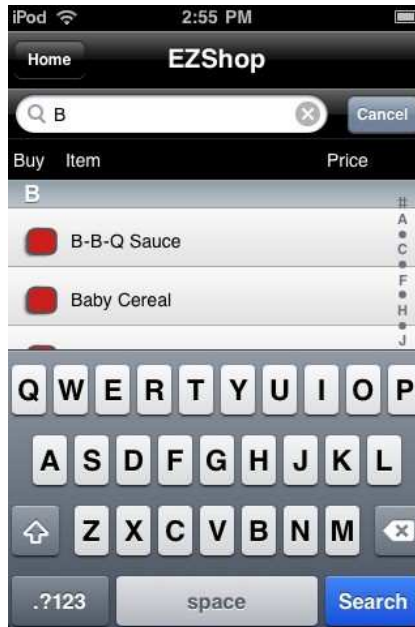 iPod 2:55 PM
Home EZShop
B Cancel
Buy Item Price
B
#
A
B-B-Q Sauce
C
F
Baby Cereal
H
J
Q W E R T Y U I O P
A S D F G H J K L
Z X C V B N M
.?123 space Search